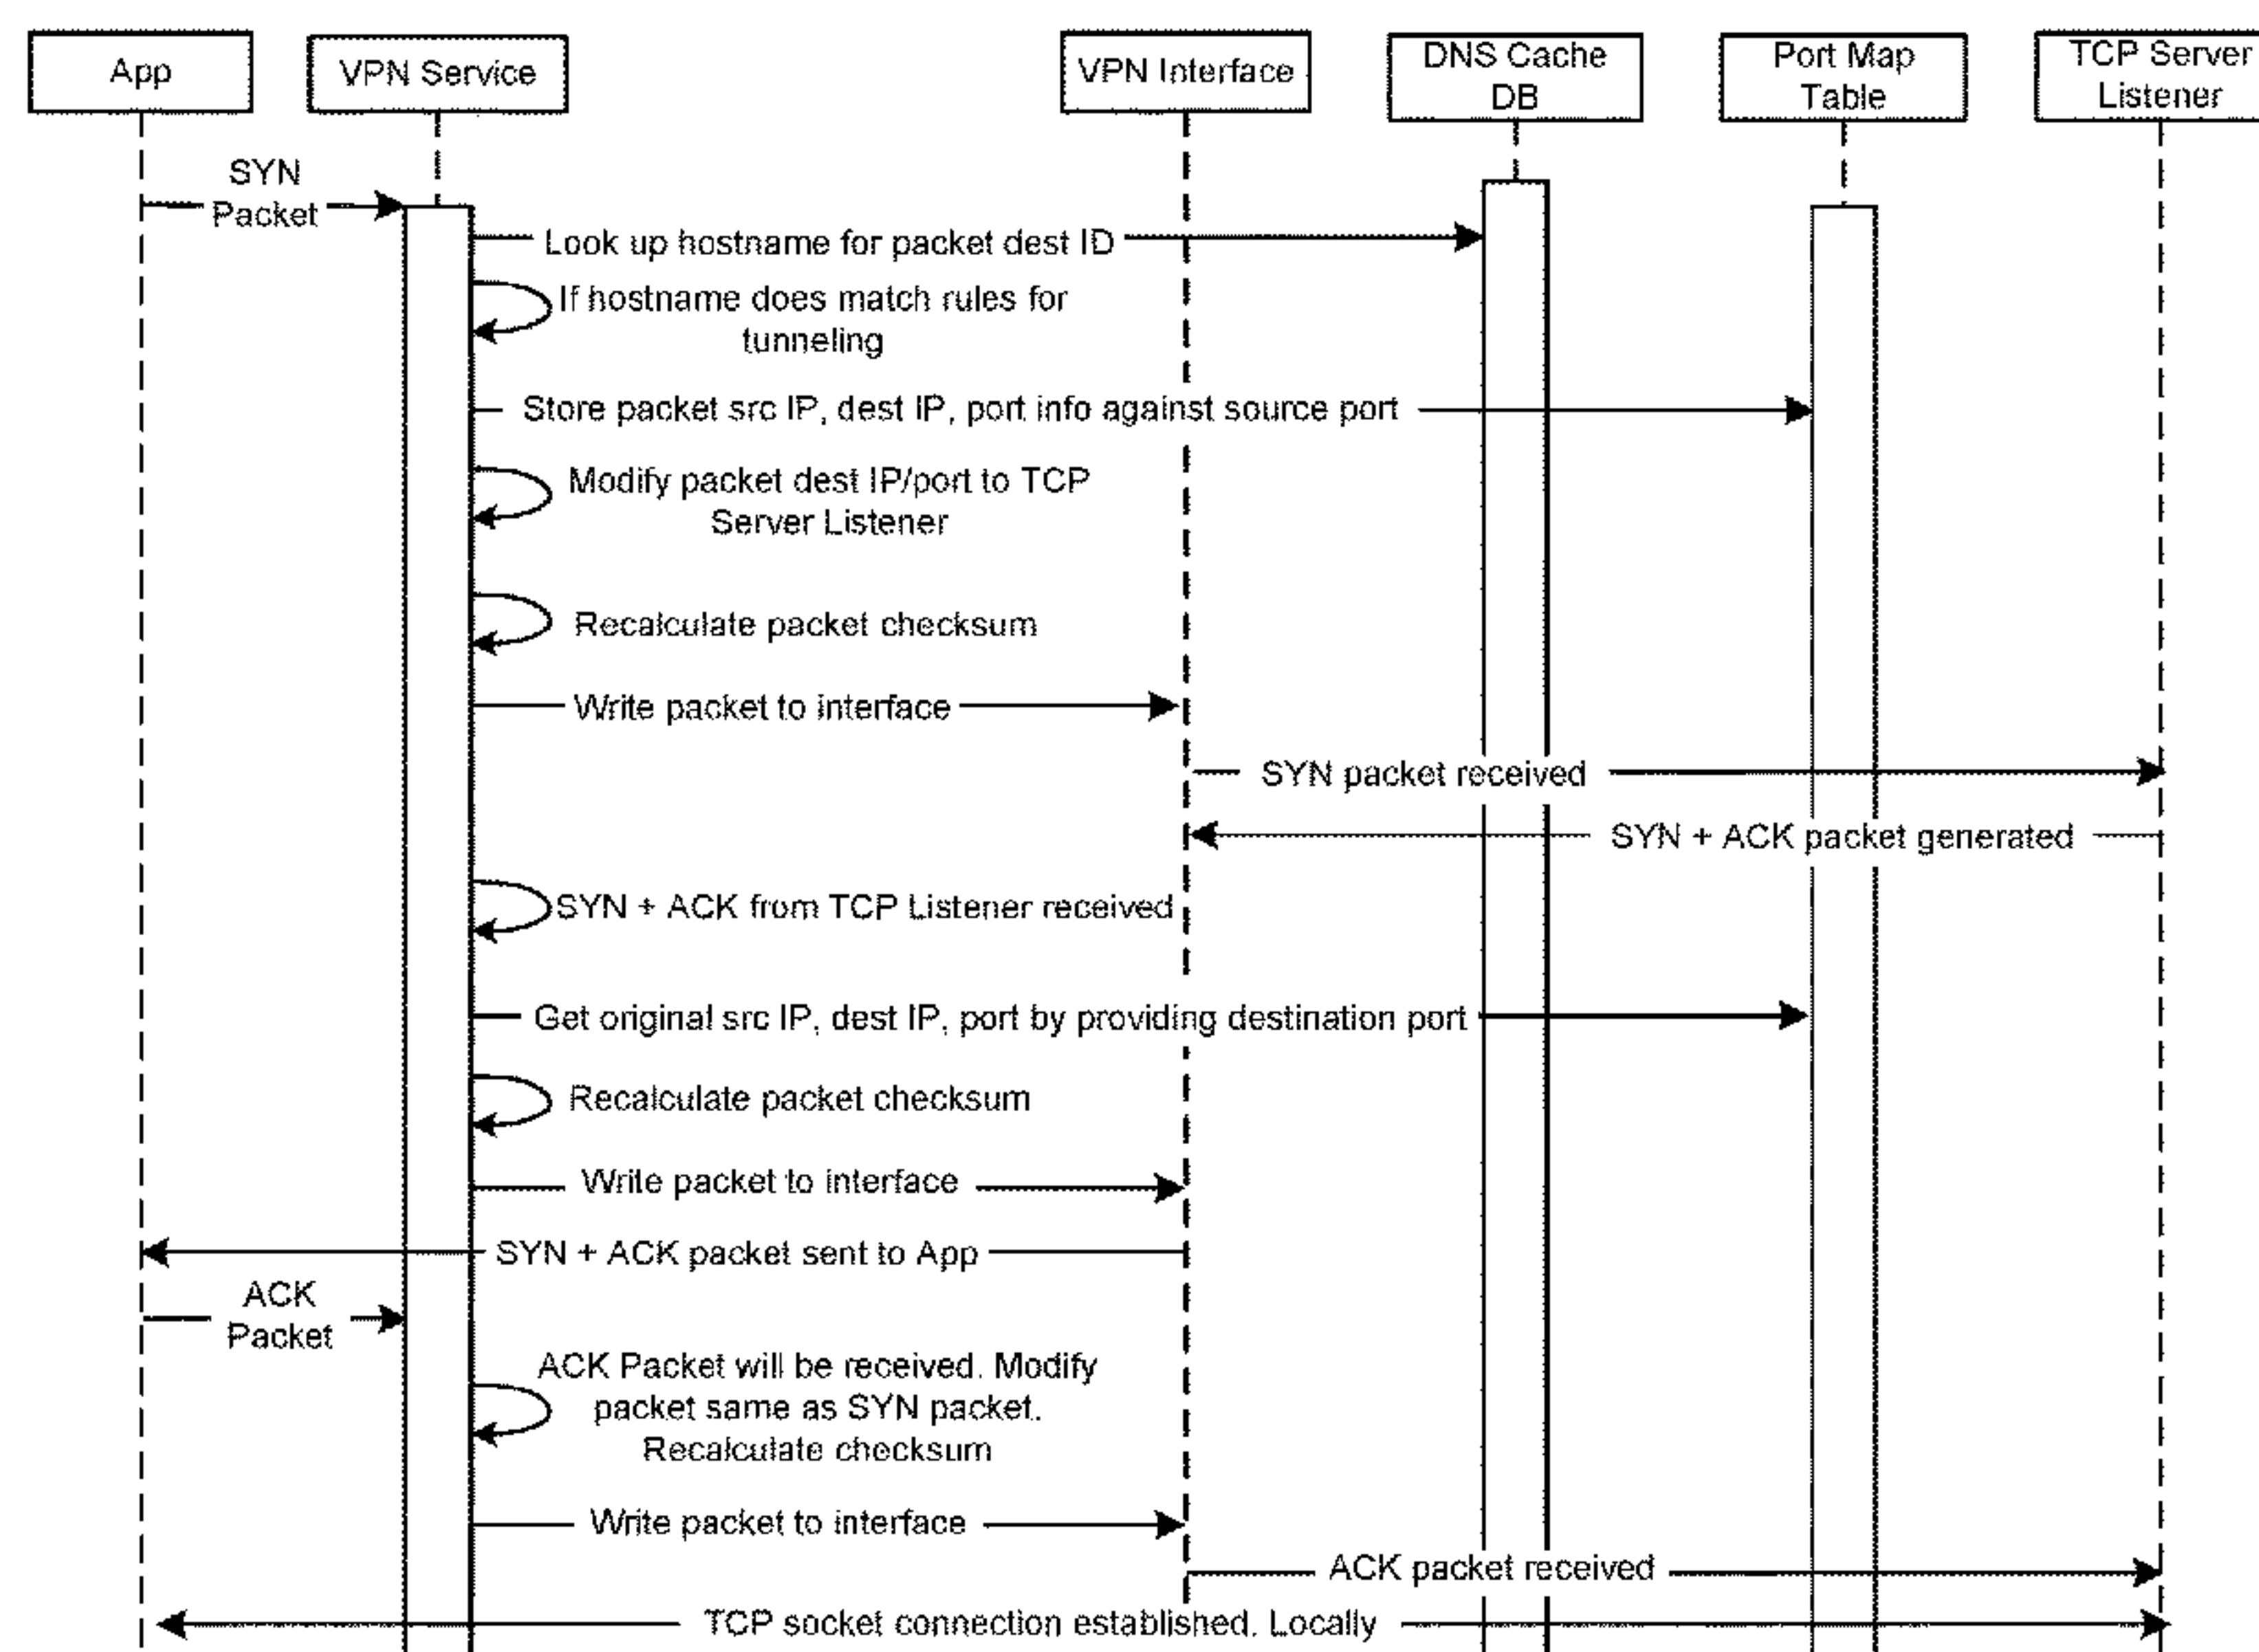 App
VPN Service
VPN Interface
DNS Cache
DB
Port Map
Table
TCP Server
Listener
SYN
Packet
Look up hostname for packet dest ID
If hostname does match rules for
tunneling
Store packet src IP, dest IP, port info against source port
Modify packet dest IP/port to TCP
Server Listener
Recalculate packet checksum
Write packet to interface
SYN packet received
SYN + ACK packet generated
SYN + ACK from TCP Listener received
Get original src IP, dest IP, port by providing destination port
Recalculate packet checksum
Write packet to interface
SYN + ACK packet sent to App
ACK
Packet
ACK Packet will be received. Modify
packet same as SYN packet.
Recalculate checksum
Write packet to interface
ACK packet received
TCP socket connection established. Locally